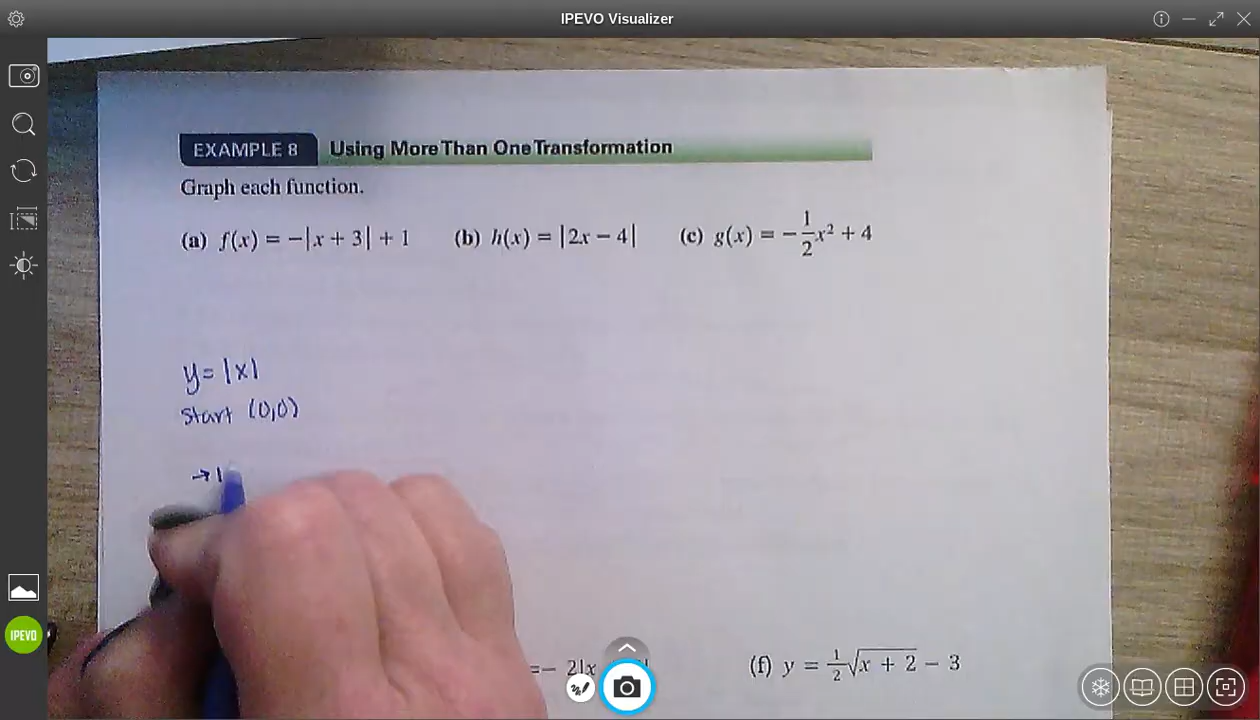 IPEVO Visualizer
EXAMPLE 8 Using More Than One Transformation
Graph each function.
(a) f(x) = −|x + 3| + 1 (b) h(x) = |2x − 4| (c) g(x) = −1/2x² + 4
y = |x|
Start (0,0)
→
IPEVO
=− 2|x
(f) y = 1/2√x + 2 − 3